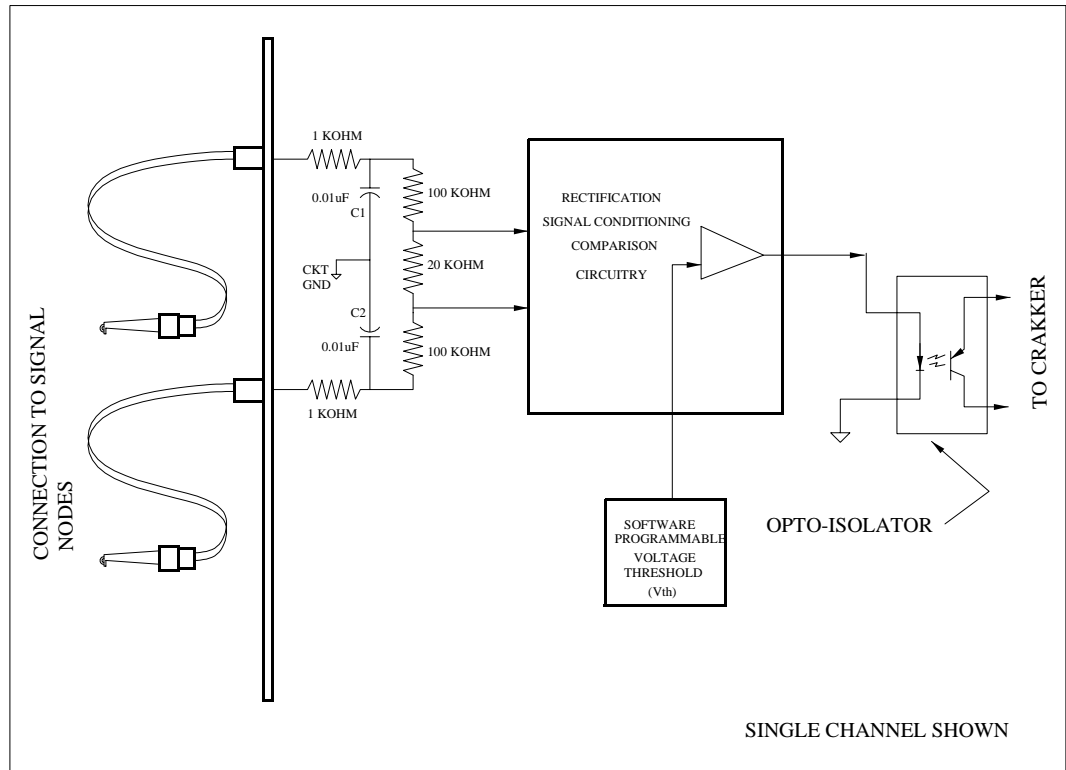 1 KOHM
0.01uF
C1
100 KOHM
CKT
GND
20 KOHM
C2
0.01uF
100 KOHM
1 KOHM
RECTIFICATION
SIGNAL CONDITIONING
COMPARISON
CIRCUITRY
SOFTWARE
PROGRAMMABLE
VOLTAGE
THRESHOLD
(Vth)
CONNECTION TO SIGNAL
NODES
TO CRAKKER
OPTO-ISOLATOR
SINGLE CHANNEL SHOWN